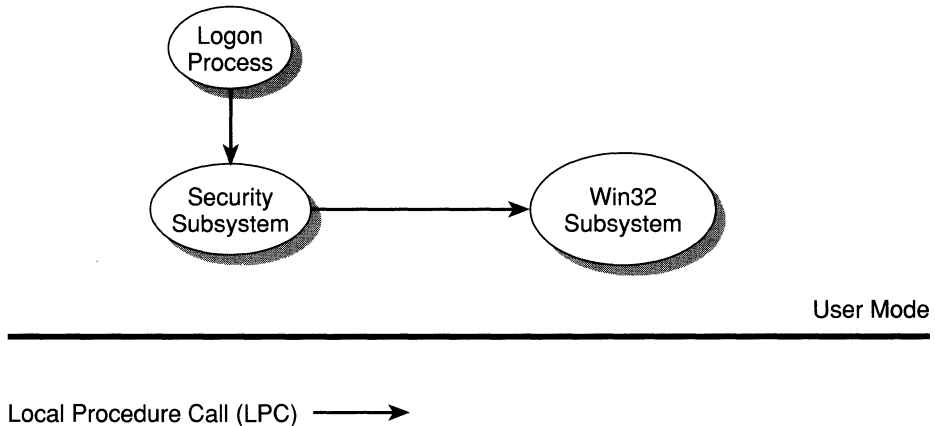 Logon
Process
Security
Subsystem
Win32
Subsystem
User Mode
Local Procedure Call (LPC)